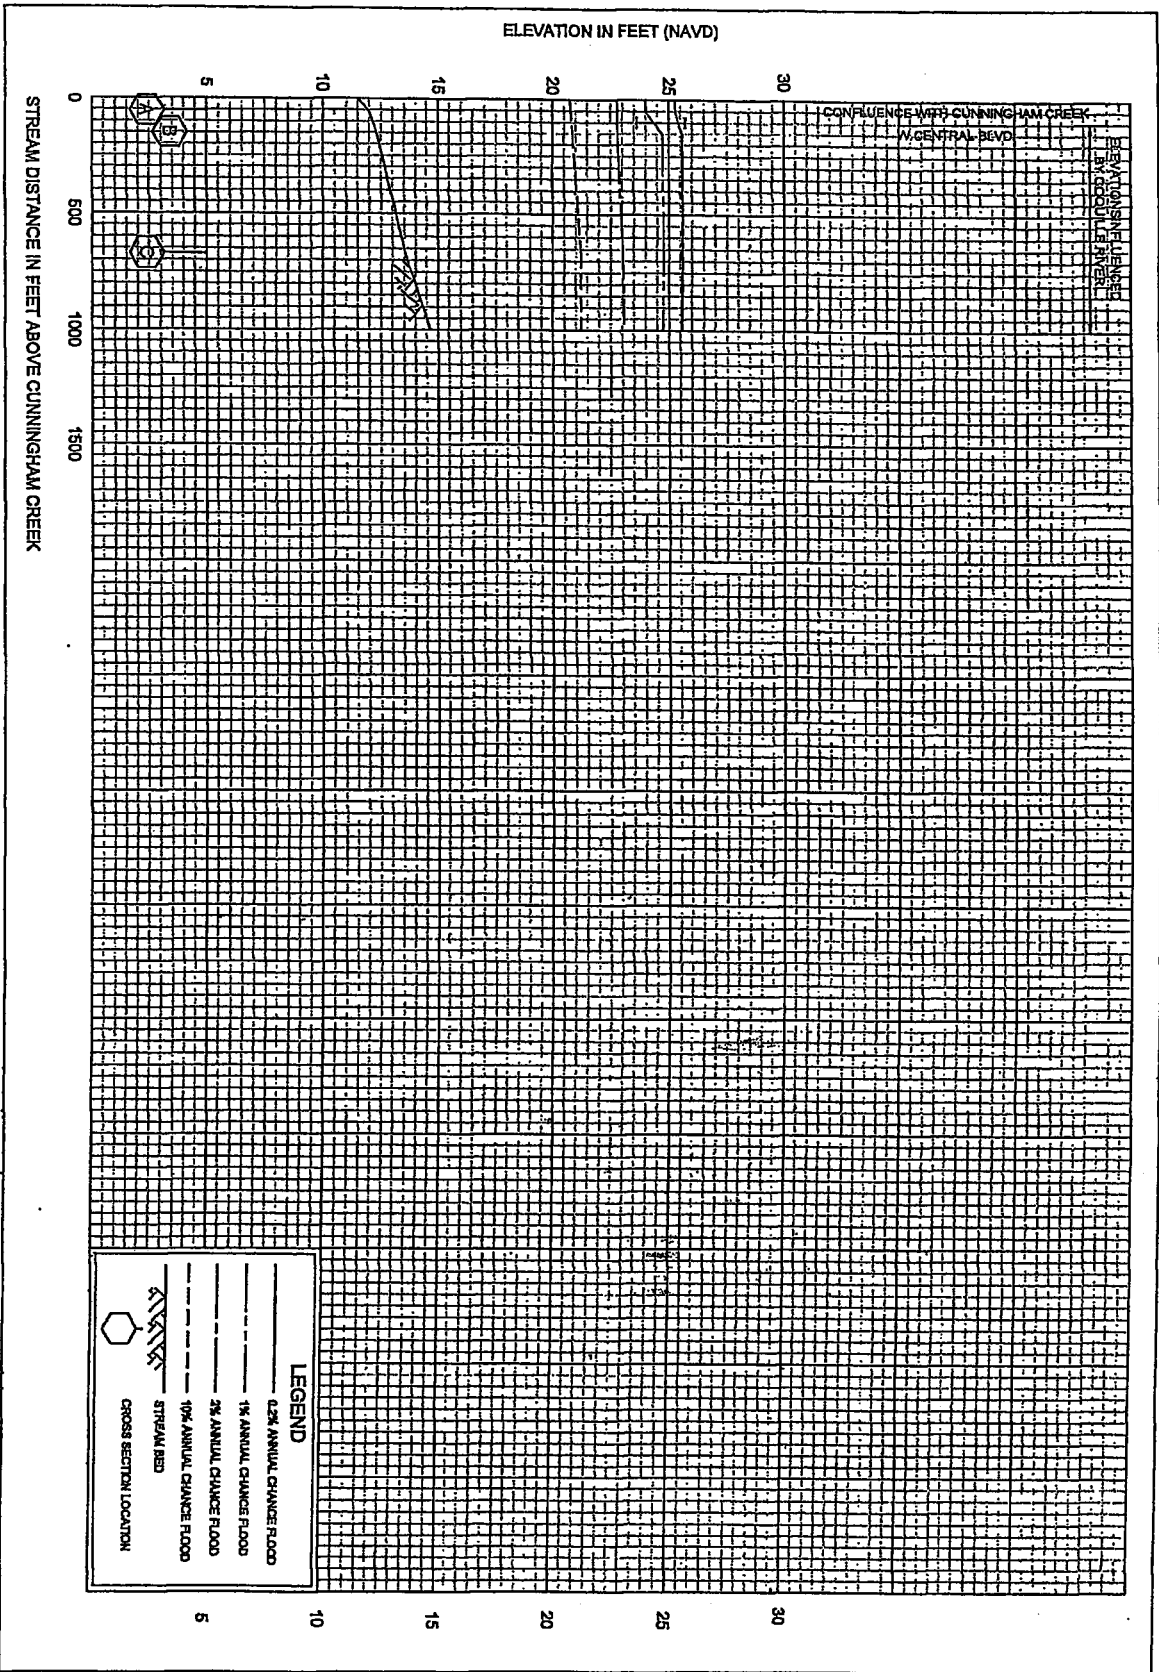 ELEVATION IN FEET (NAVD)
5
10
15
20
25
30
CONFLUENCE WITH CUNNINGHAM CREEK
W. CENTRAL BLVD
ELEVATIONS INFLUENCED
BY COQUILLE RIVER
0
500
1000
1500
A
B
C
STREAM DISTANCE IN FEET ABOVE CUNNINGHAM CREEK
LEGEND
0.2% ANNUAL CHANCE FLOOD
1% ANNUAL CHANCE FLOOD
2% ANNUAL CHANCE FLOOD
10% ANNUAL CHANCE FLOOD
STREAM BED
CROSS SECTION LOCATION
5
10
15
20
25
30